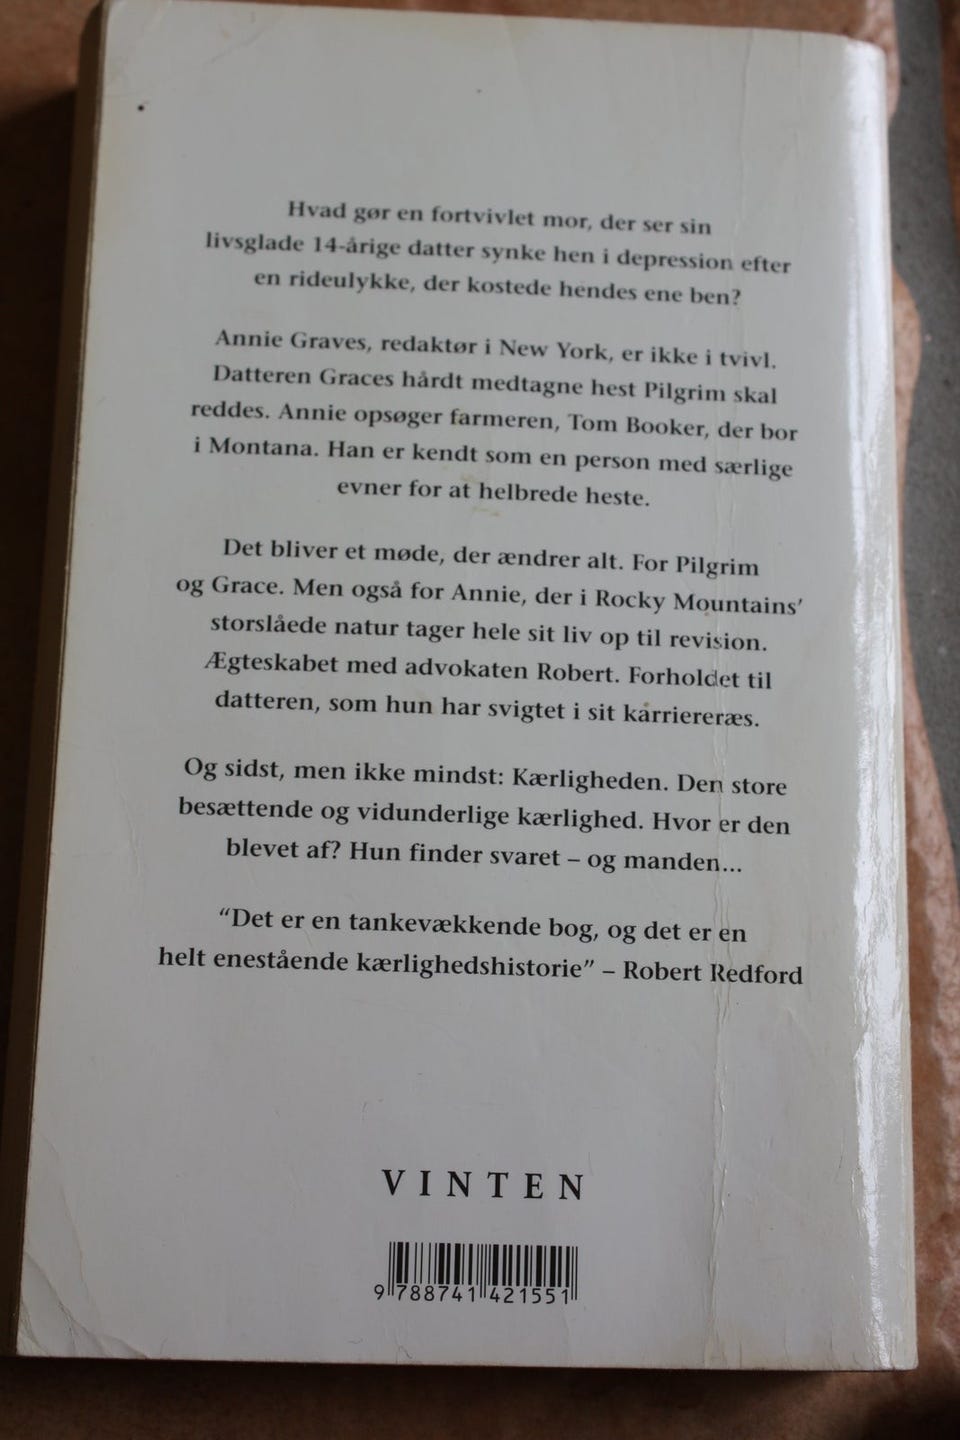 Hvad gør en fortvivlet mor, der ser sin
livsglade 14-årige datter synke hen i depression efter
en rideulykke, der kostede hendes ene ben?
Annie Graves, redaktør i New York, er ikke i tvivl.
Datteren Graces hårdt medtagne hest Pilgrim skal
reddes. Annie opsøger farmeren, Tom Booker, der bor
i Montana. Han er kendt som en person med særlige
evner for at helbrede heste.
Det bliver et møde, der ændrer alt. For Pilgrim
og Grace. Men også for Annie, der i Rocky Mountains'
storslåede natur tager hele sit liv op til revision.
Ægteskabet med advokaten Robert. Forholdet til
datteren, som hun har svigtet i sit karriereræs.
Og sidst, men ikke mindst: Kærligheden. Den store
besættende og vidunderlige kærlighed. Hvor er den
blevet af? Hun finder svaret – og manden...
"Det er en tankevækkende bog, og det er en
helt enestående kærlighedshistorie" – Robert Redford
VINTEN
9 788741 421551